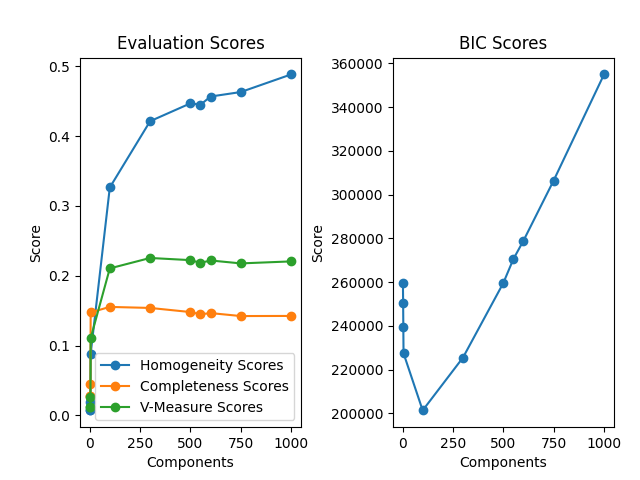 Evaluation Scores
0.5
0.4
0.3
0.2
0.1
0.0
Score
0
250
500
750
1000
Components
Homogeneity Scores
Completeness Scores
V-Measure Scores
BIC Scores
360000
340000
320000
300000
280000
260000
240000
220000
200000
Score
0
250
500
750
1000
Components